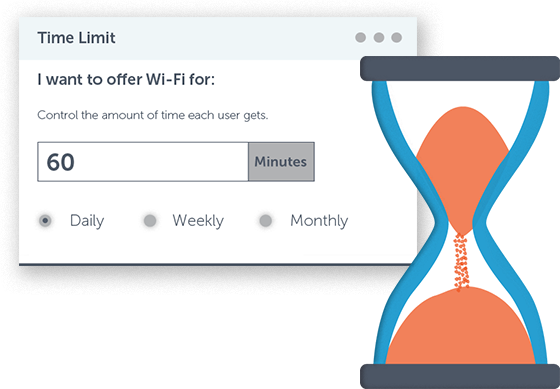 Time Limit
I want to offer Wi-Fi for:
Control the amount of time each user gets.
60 Minutes
Daily Weekly Monthly